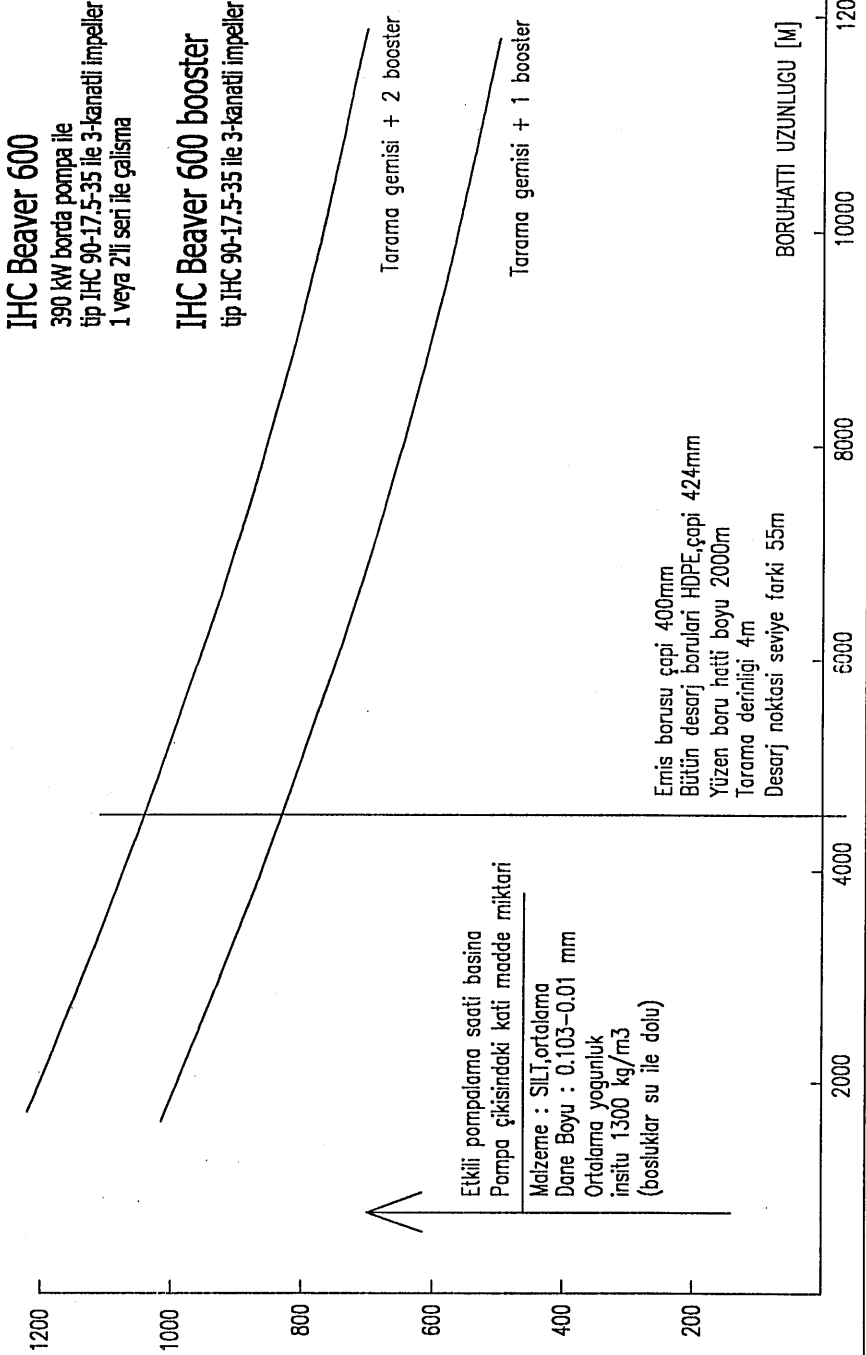 IHC Beaver 600
390 kW borda pompa ile
tip IHC 90-17.5-35 ile 3-kanatli impeller
1 veya 2'li seri ile çalisma
IHC Beaver 600 booster
tip IHC 90-17.5-35 ile 3-kanatli impeller
Tarama gemisi + 2 booster
Tarama gemisi + 1 booster
Etkili pompalama saati basina
Pompa çikisindaki kati madde miktari
Malzeme : SILT,ortalama
Dane Boyu : 0.103-0.01 mm
Ortalama yogunluk
insitu 1300 kg/m3
(bosluklar su ile dolu)
Emis borusu çapi 400mm
Bütün desarj borulari HDPE,çapi 424mm
Yüzen boru hatti boyu 2000m
Tarama derinligi 4m
Desarj noktasi seviye farki 55m
BORUHATTI UZUNLUGU [M]
1200
1000
800
600
400
200
2000
4000
6000
8000
10000
120